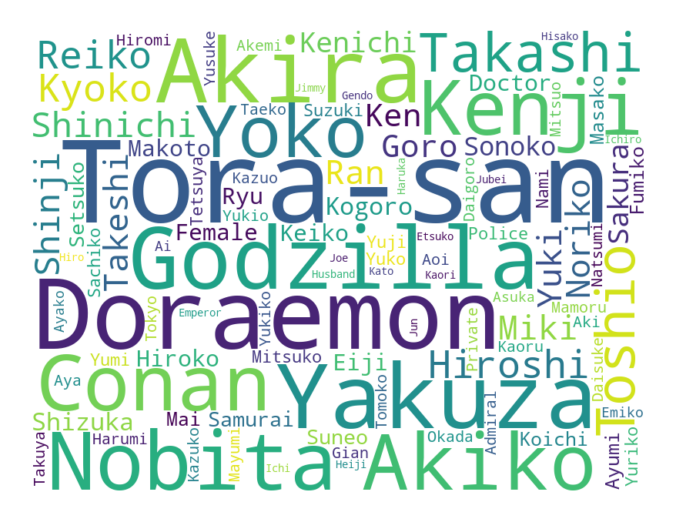 Hiromi
Yusuke
Akemi
Kenichi
Hisako
Reiko
Akira
Takashi
Kyoko
Jimmy
Gendo
Doctor
Mitsuo
Masako
Kenji
Shinichi
Taeko
Suzuki
Ken
Yoko
Ichiro
Makoto
Goro
Sonoko
Tora-san
Shinji
Setsuko
Takeshi
Tetsuya
Kazuo
Ran
Haruka
Daigoro
Jubei
Nami
Sakura
Fumiko
Ryu
Yukio
Kogoro
Sachiko
Female
Keiko
Yuji
Etsuko
Police
Yuki
Noriko
Natsumi
Hiro
Ai
Joe
Yuko
Aoi
Godzilla
Husband
Kato
Kaori
Toshio
Doraemon
Ayako
Tokyo
Emperor
Yukiko
Jun
Asuka
Mamoru
Private
Miki
Aki
Yumi
Hiroko
Mitsuko
Eiji
Kaoru
Conan
Aya
Yakuza
Tomoko
Hiroshi
Daisuke
Shizuka
Mai
Samurai
Admiral
Emiko
Takuya
Harumi
Kazuko
Mayumi
Suneo
Okada
Koichi
Ayumi
Yuriko
Nobita
Ichi
Gian
Heiji
Akiko